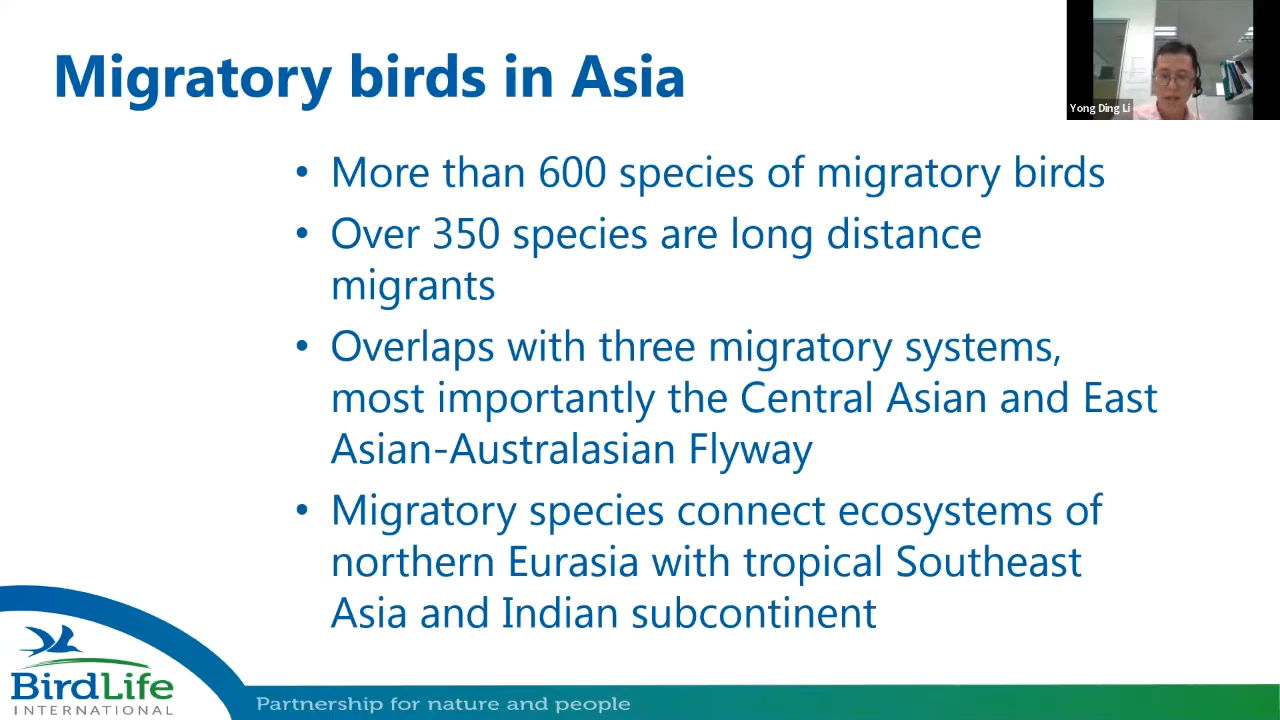 Migratory birds in Asia
Yong Ding Li
• More than 600 species of migratory birds
• Over 350 species are long distance
migrants
• Overlaps with three migratory systems,
most importantly the Central Asian and East
Asian-Australasian Flyway
• Migratory species connect ecosystems of
northern Eurasia with tropical Southeast
Asia and Indian subcontinent
BirdLife
INTERNATIONAL
Partnership for nature and people